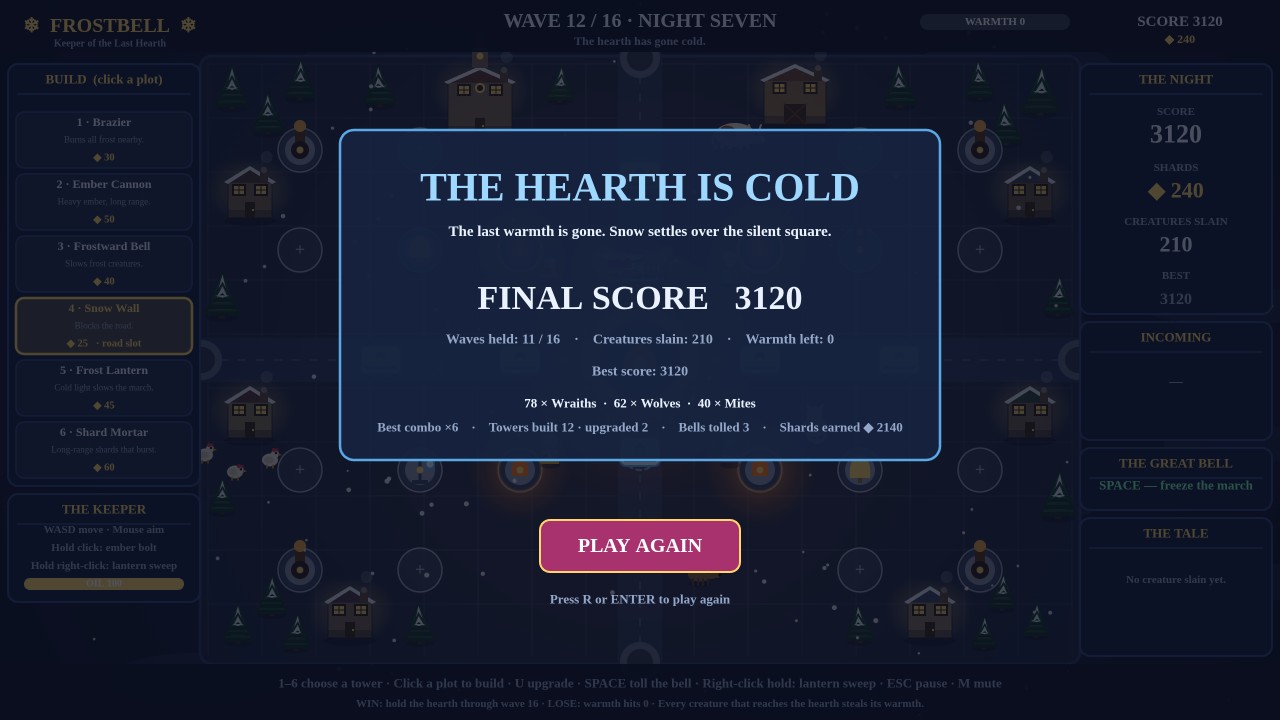 ❄ FROSTBELL ❄
Keeper of the Last Hearth
WAVE 12 / 16 · NIGHT SEVEN
The hearth has gone cold.
WARMTH 0
SCORE 3120
◆ 240
BUILD (click a plot)
1 · Brazier
Burns all frost nearby.
◆ 30
2 · Ember Cannon
Heavy ember, long range.
◆ 50
3 · Frostward Bell
Slows frost creatures.
◆ 40
4 · Snow Wall
Blocks the road.
◆ 25 · road slot
5 · Frost Lantern
Cold light slows the march.
◆ 45
6 · Shard Mortar
Long-range shards that burst.
◆ 60
THE KEEPER
WASD move · Mouse aim
Hold click: ember bolt
Hold right-click: lantern sweep
THE HEARTH IS COLD
The last warmth is gone. Snow settles over the silent square.
FINAL SCORE 3120
Waves held: 11 / 16 · Creatures slain: 210 · Warmth left: 0
Best score: 3120
78 × Wraiths · 62 × Wolves · 40 × Mites
Best combo ×6 · Towers built 12 · upgraded 2 · Bells tolled 3 · Shards earned ◆ 2140
PLAY AGAIN
Press R or ENTER to play again
THE NIGHT
SCORE
3120
SHARDS
◆ 240
CREATURES SLAIN
210
BEST
3120
INCOMING
—
THE GREAT BELL
SPACE — freeze the march
THE TALE
No creature slain yet.
1–6 choose a tower · Click a plot to build · U upgrade · SPACE toll the bell · Right-click hold: lantern sweep · ESC pause · M mute
WIN: hold the hearth through wave 16 · LOSE: warmth hits 0 · Every creature that reaches the hearth steals its warmth.